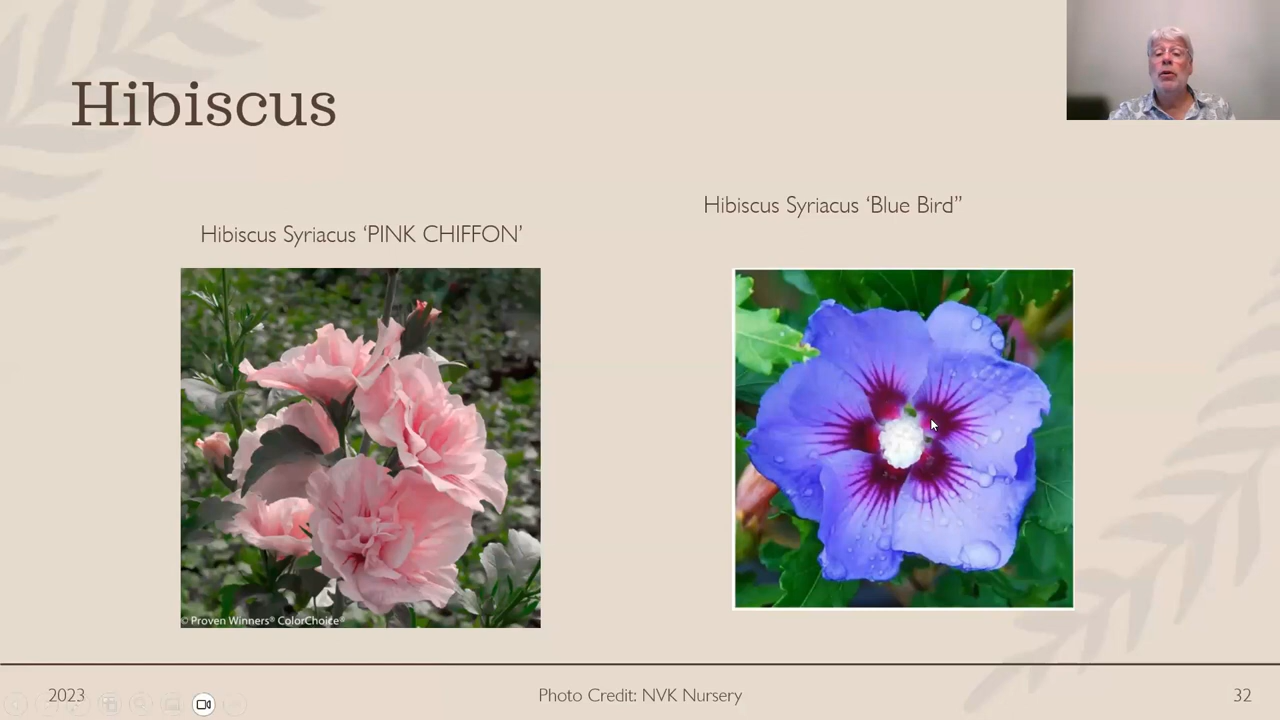 Hibiscus
Hibiscus Syriacus ‘PINK CHIFFON’
Hibiscus Syriacus ‘Blue Bird”
© Proven Winners® ColorChoice®
2023
Photo Credit: NVK Nursery
32